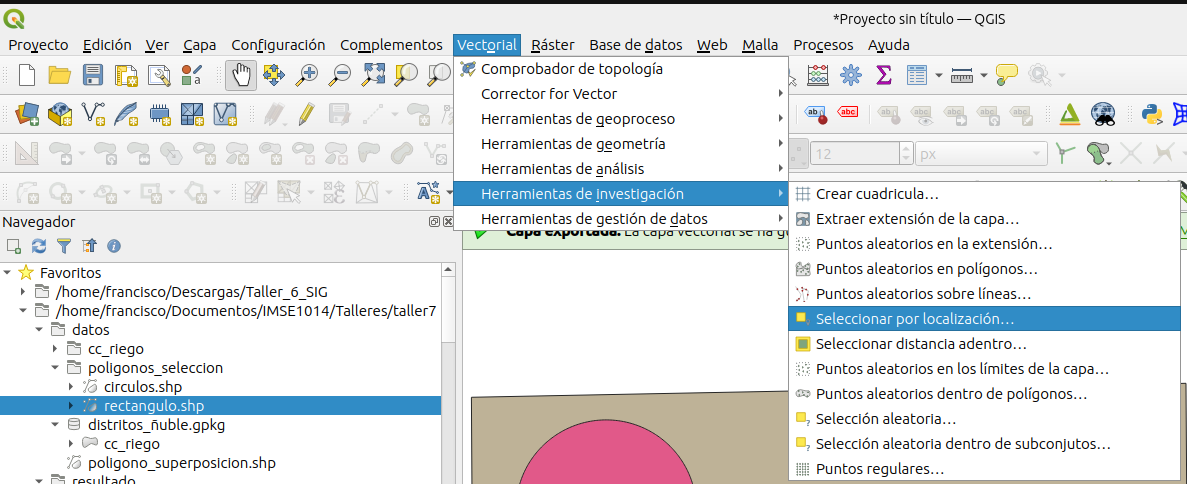 *Proyecto sin título — QGIS
Proyecto Edición Ver Capa Configuración Complementos Vectorial Ráster Base de datos Web Malla Procesos Ayuda
Comprobador de topología
Corrector for Vector
Herramientas de geoproceso
Herramientas de geometría
Herramientas de análisis
Herramientas de investigación
Herramientas de gestión de datos
abc abc
12 px
Crear cuadricula...
Extraer extensión de la capa...
Puntos aleatorios en la extensión...
Puntos aleatorios en polígonos...
Puntos aleatorios sobre líneas...
Seleccionar por localización...
Seleccionar distancia adentro...
Puntos aleatorios en los límites de la capa...
Puntos aleatorios dentro de polígonos...
Selección aleatoria...
Selección aleatoria dentro de subconjutos...
Puntos regulares...
Capa exportada: La capa vectorial se ha
Navegador
Favoritos
/home/francisco/Descargas/Taller_6_SIG
/home/francisco/Documentos/IMSE1014/Talleres/taller7
datos
cc_riego
poligonos_seleccion
circulos.shp
rectangulo.shp
distritos_ñuble.gpkg
cc_riego
poligono_superposicion.shp
resultado